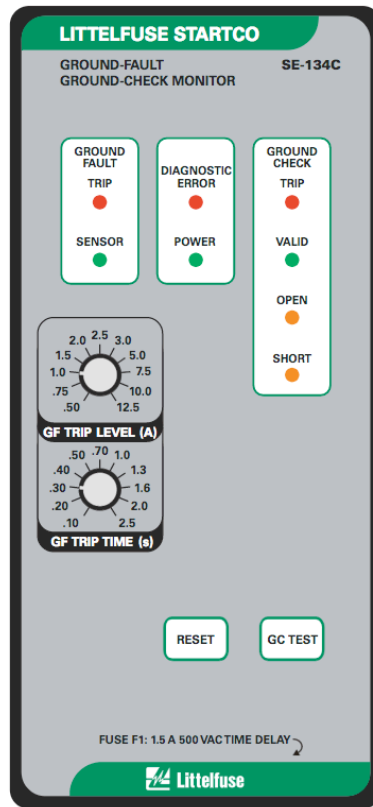 LITTELFUSE STARTCO
GROUND-FAULT SE-134C
GROUND-CHECK MONITOR
GROUND
FAULT
TRIP
SENSOR
DIAGNOSTIC
ERROR
POWER
GROUND
CHECK
TRIP
VALID
OPEN
SHORT
2.0 2.5 3.0
1.5 5.0
1.0 7.5
.75 10.0
.50 12.5
GF TRIP LEVEL (A)
.50 .70 1.0
.40 1.3
.30 1.6
.20 2.0
.10 2.5
GF TRIP TIME (s)
RESET
GC TEST
FUSE F1: 1.5 A 500 VAC TIME DELAY
Littelfuse